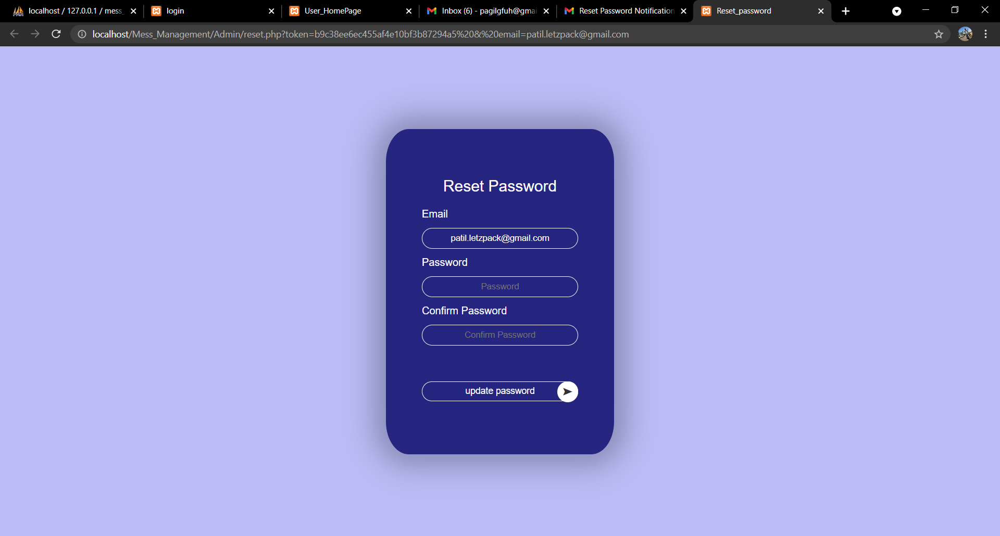 localhost / 127.0.0.1 / mess_
login
User_HomePage
Inbox (6) - pagilgfuh@gmai
Reset Password Notification
Reset_password
localhost/Mess_Management/Admin/reset.php?token=b9c38ee6ec455af4e10bf3b87294a5%20&%20email=patil.letzpack@gmail.com
Reset Password
Email
patil.letzpack@gmail.com
Password
Password
Confirm Password
Confirm Password
update password